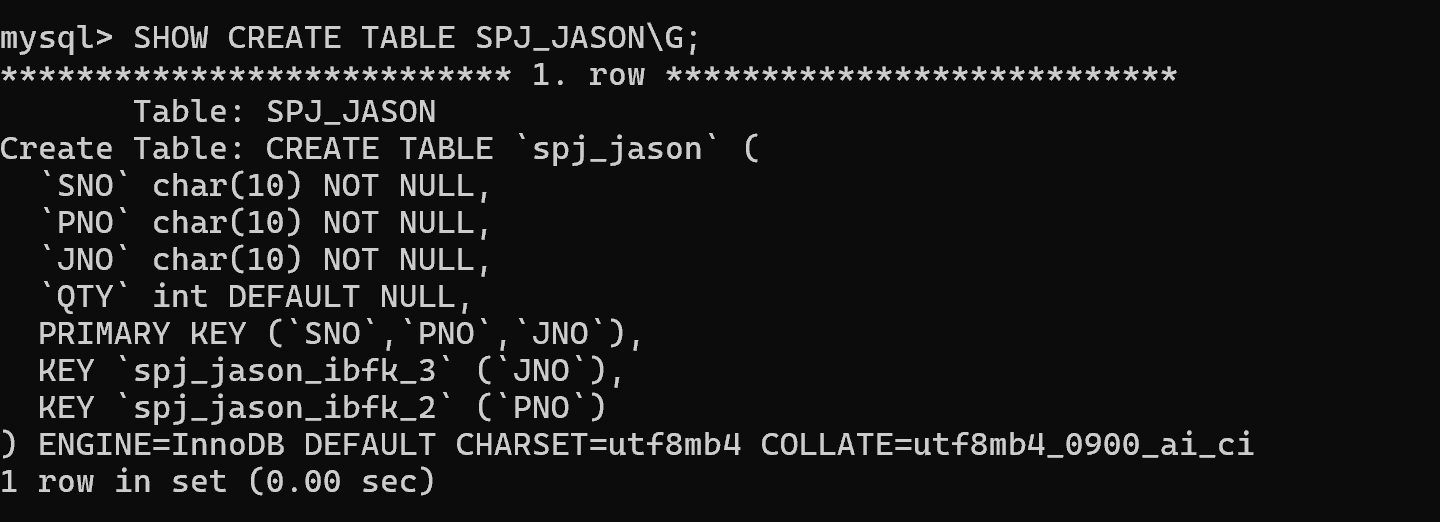 mysql> SHOW CREATE TABLE SPJ_JASON\G;
*************************** 1. row ***************************
       Table: SPJ_JASON
Create Table: CREATE TABLE `spj_jason` (
  `SNO` char(10) NOT NULL,
  `PNO` char(10) NOT NULL,
  `JNO` char(10) NOT NULL,
  `QTY` int DEFAULT NULL,
  PRIMARY KEY (`SNO`,`PNO`,`JNO`),
  KEY `spj_jason_ibfk_3` (`JNO`),
  KEY `spj_jason_ibfk_2` (`PNO`)
) ENGINE=InnoDB DEFAULT CHARSET=utf8mb4 COLLATE=utf8mb4_0900_ai_ci
1 row in set (0.00 sec)